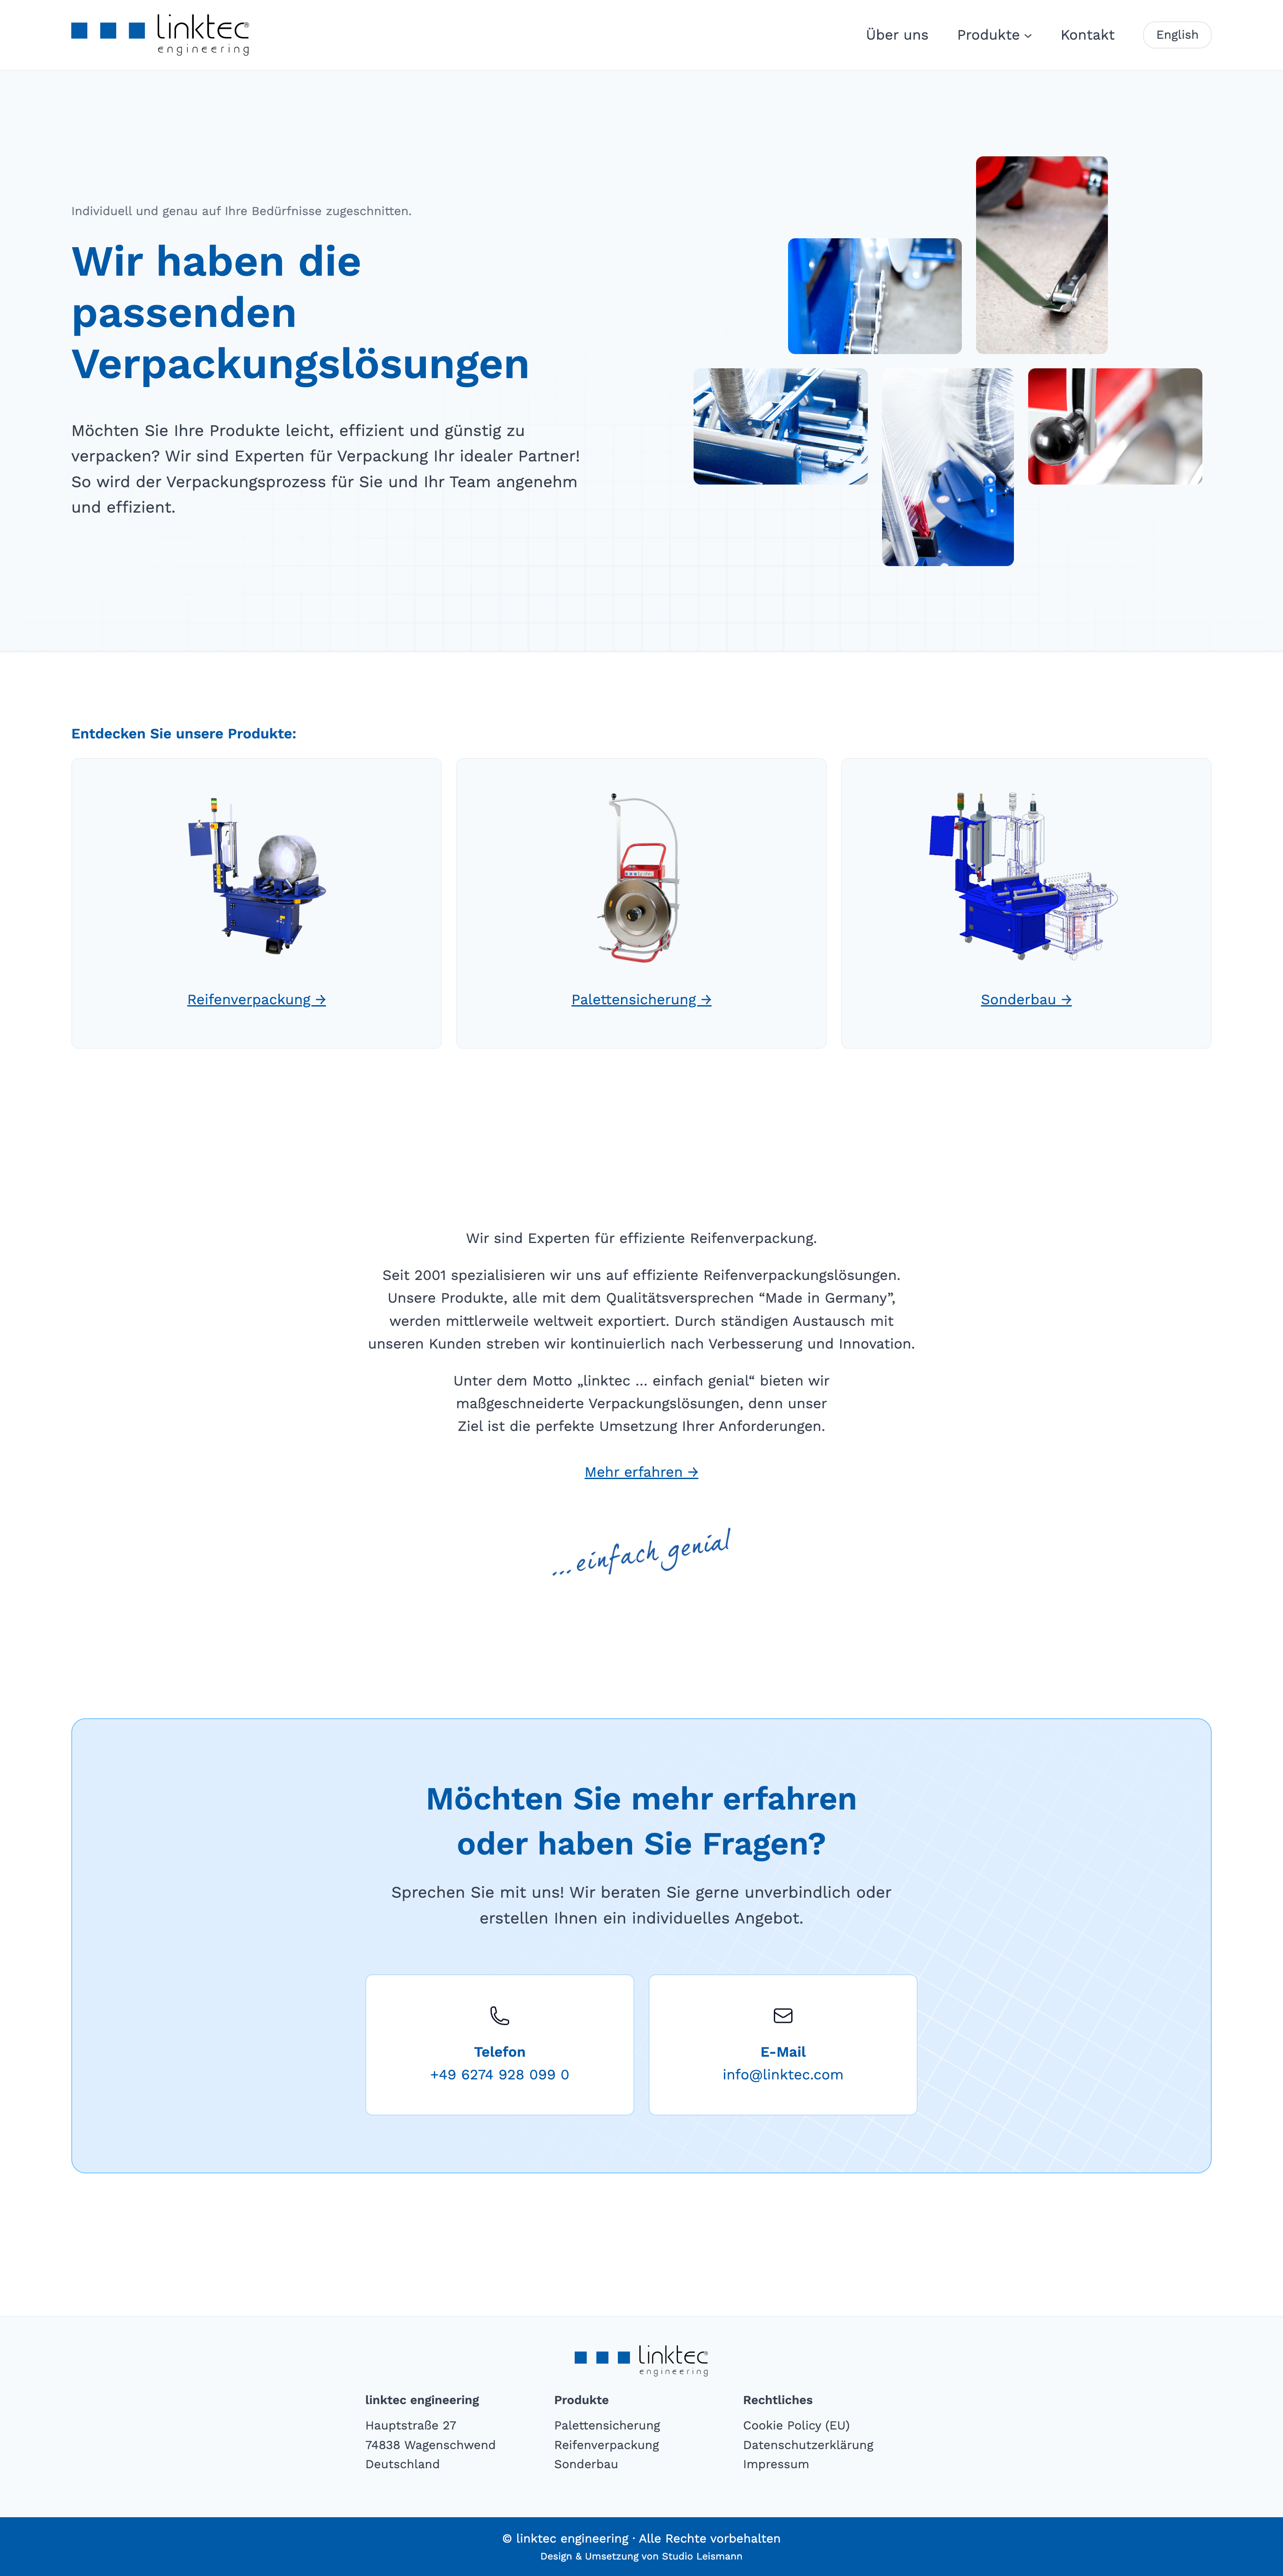 linktec®
engineering
Über uns
Produkte
Kontakt
English
Individuell und genau auf Ihre Bedürfnisse zugeschnitten.
Wir haben die
passenden
Verpackungslösungen
Möchten Sie Ihre Produkte leicht, effizient und günstig zu
verpacken? Wir sind Experten für Verpackung Ihr idealer Partner!
So wird der Verpackungsprozess für Sie und Ihr Team angenehm
und effizient.
Entdecken Sie unsere Produkte:
Reifenverpackung →
Palettensicherung →
Sonderbau →
Wir sind Experten für effiziente Reifenverpackung.
Seit 2001 spezialisieren wir uns auf effiziente Reifenverpackungslösungen.
Unsere Produkte, alle mit dem Qualitätsversprechen “Made in Germany”,
werden mittlerweile weltweit exportiert. Durch ständigen Austausch mit
unseren Kunden streben wir kontinuierlich nach Verbesserung und Innovation.
Unter dem Motto „linktec … einfach genial“ bieten wir
maßgeschneiderte Verpackungslösungen, denn unser
Ziel ist die perfekte Umsetzung Ihrer Anforderungen.
Mehr erfahren →
...einfach genial
Möchten Sie mehr erfahren
oder haben Sie Fragen?
Sprechen Sie mit uns! Wir beraten Sie gerne unverbindlich oder
erstellen Ihnen ein individuelles Angebot.
Telefon
+49 6274 928 099 0
E-Mail
info@linktec.com
linktec®
engineering
linktec engineering
Hauptstraße 27
74838 Wagenschwend
Deutschland
Produkte
Palettensicherung
Reifenverpackung
Sonderbau
Rechtliches
Cookie Policy (EU)
Datenschutzerklärung
Impressum
© linktec engineering · Alle Rechte vorbehalten
Design & Umsetzung von Studio Leismann